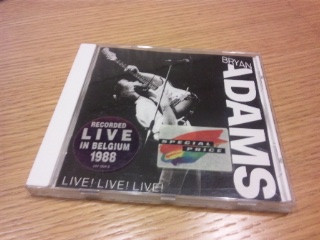 BRYAN
ADAMS
RECORDED
LIVE
IN BELGIUM
1988
SPECIAL
PRICE
LIVE! LIVE! LIVE!